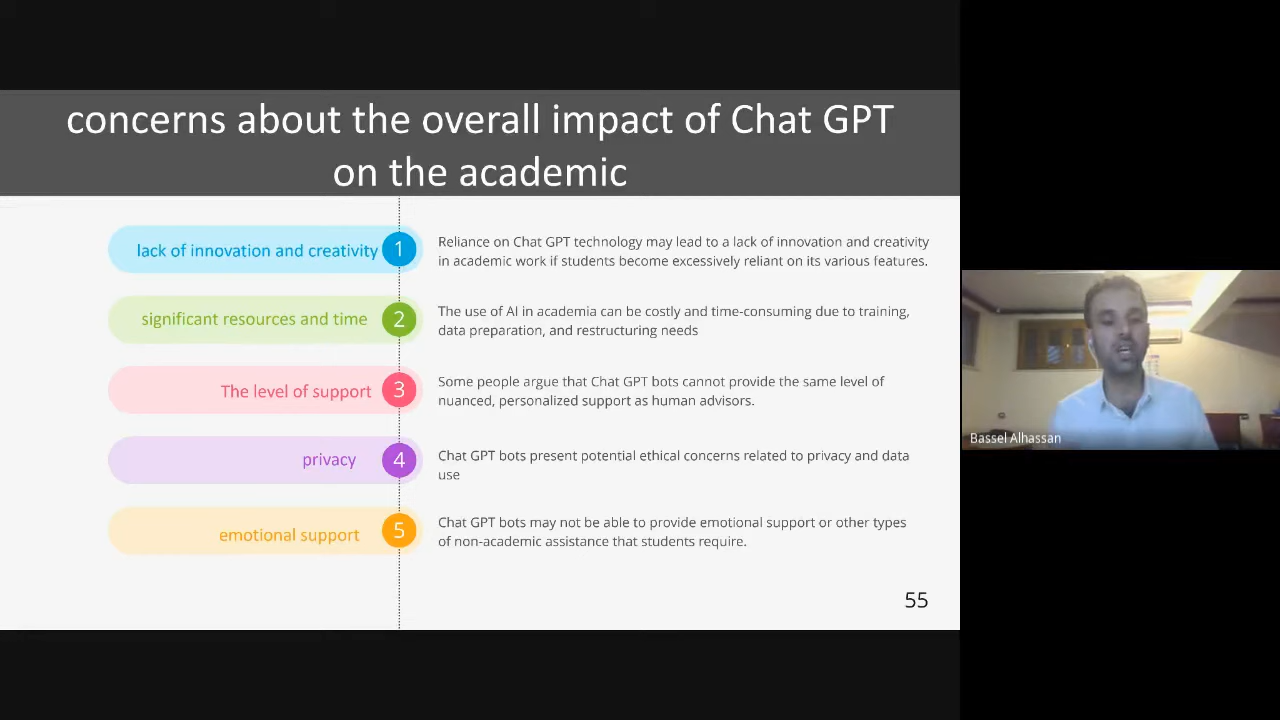 concerns about the overall impact of Chat GPT
on the academic
lack of innovation and creativity 1
Reliance on Chat GPT technology may lead to a lack of innovation and creativity
in academic work if students become excessively reliant on its various features.
significant resources and time 2
The use of AI in academia can be costly and time-consuming due to training,
data preparation, and restructuring needs
The level of support 3
Some people argue that Chat GPT bots cannot provide the same level of
nuanced, personalized support as human advisors.
privacy 4
Chat GPT bots present potential ethical concerns related to privacy and data
use
emotional support 5
Chat GPT bots may not be able to provide emotional support or other types
of non-academic assistance that students require.
55
Bassel Alhassan